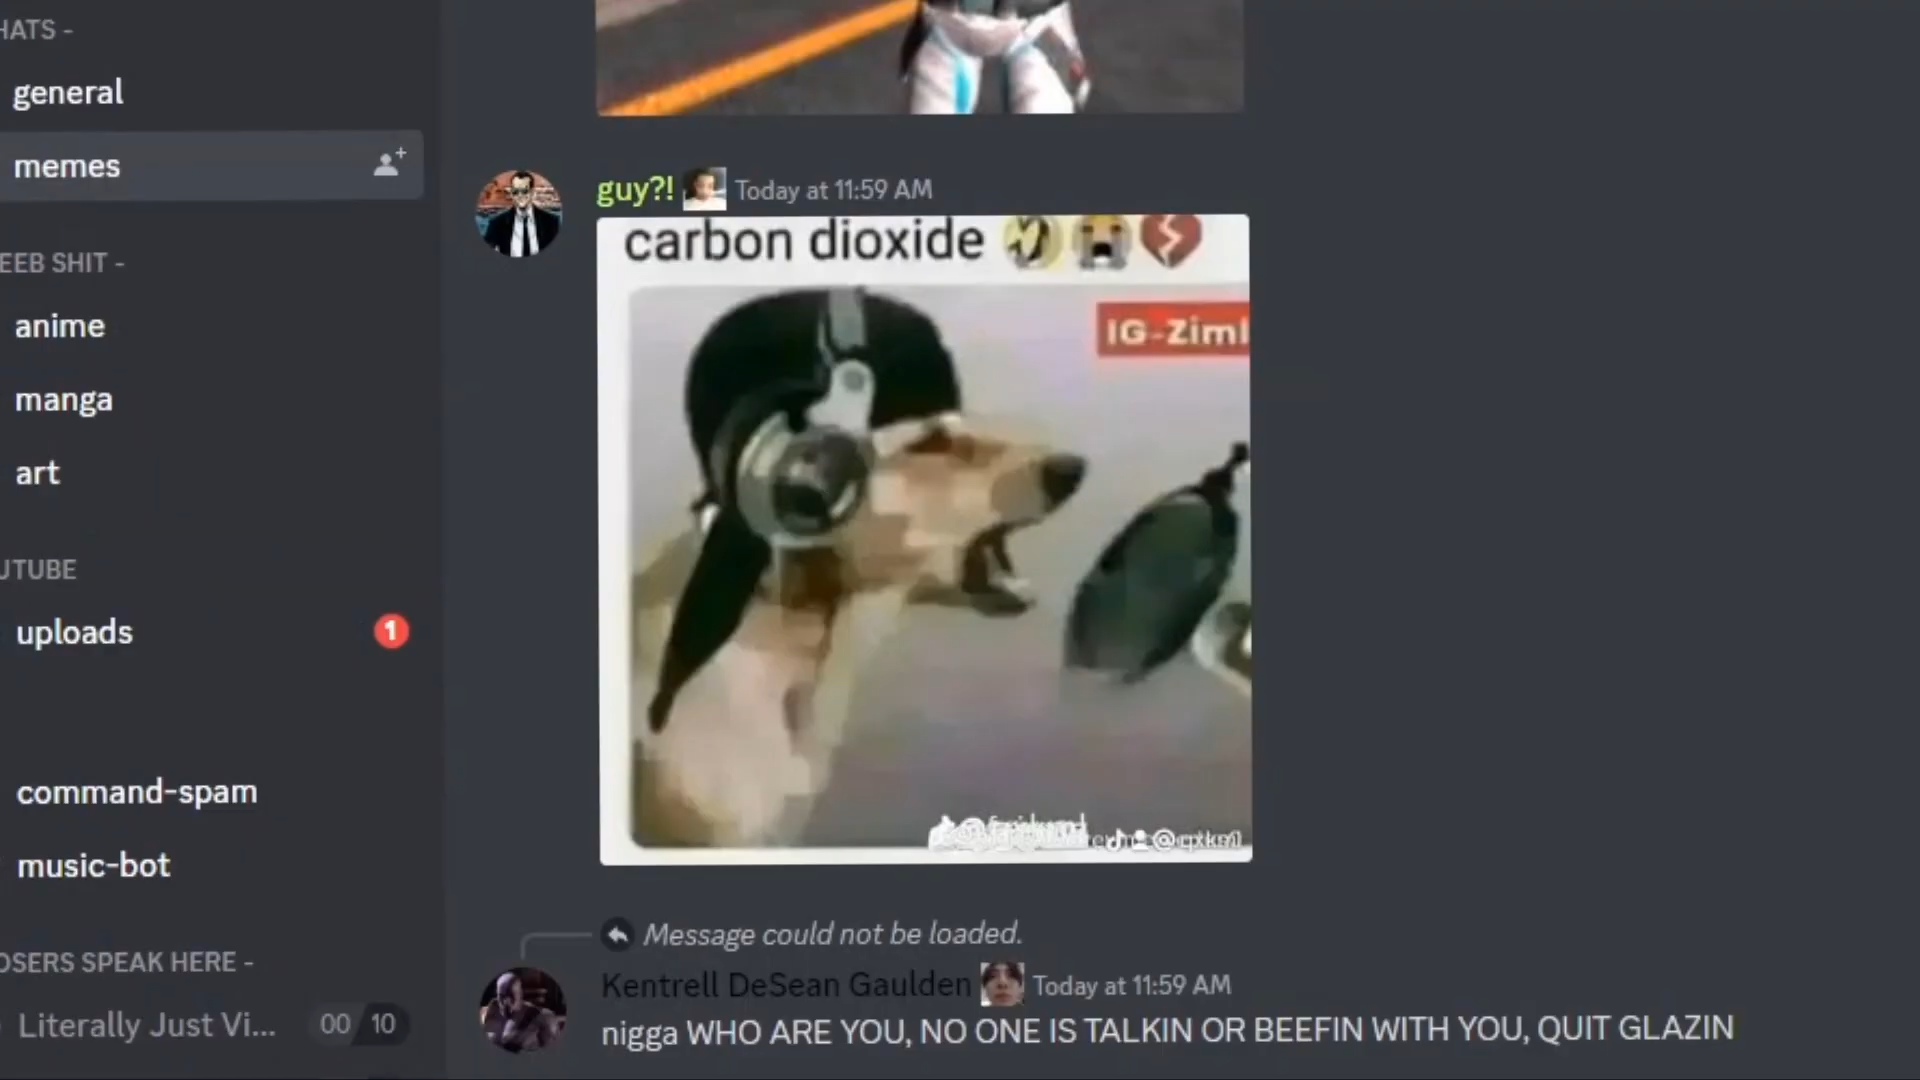 HATS -
general
memes
EEB SHIT -
anime
manga
art
UTUBE
uploads
1
command-spam
music-bot
OSERS SPEAK HERE -
Literally Just Vi...
00 10
guy?! Today at 11:59 AM
carbon dioxide 🤣😭💔
IG-Ziml
Message could not be loaded.
Kentrell DeSean Gaulden Today at 11:59 AM
nigga WHO ARE YOU, NO ONE IS TALKIN OR BEEFIN WITH YOU, QUIT GLAZIN